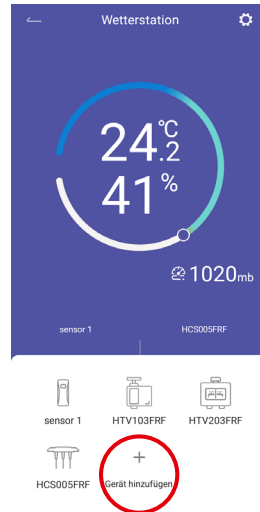 Wetterstation
24.2 °C
41 %
1020mb
sensor 1 HCS005FRF
sensor 1 HTV103FRF HTV203FRF
HCS005FRF Gerät hinzufügen